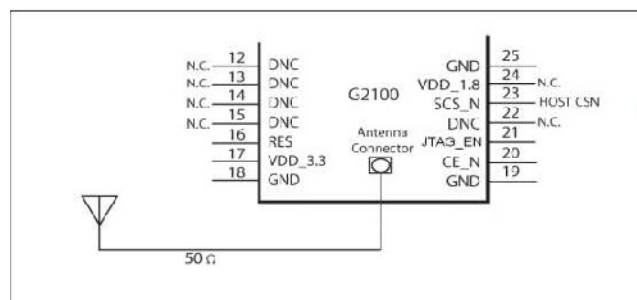 N.C. 12 DNC
N.C. 13 DNC
N.C. 14 DNC
N.C. 15 DNC
16 RES
17 VDD_3.3
18 GND
G2100
Antenna
Connector
GND 25
VDD_1.8 24 N.C.
SCS_N 23 HOST CSN
DNC 22 N.C.
JTAG_EN 21
CE_N 20
GND 19
50 Ω